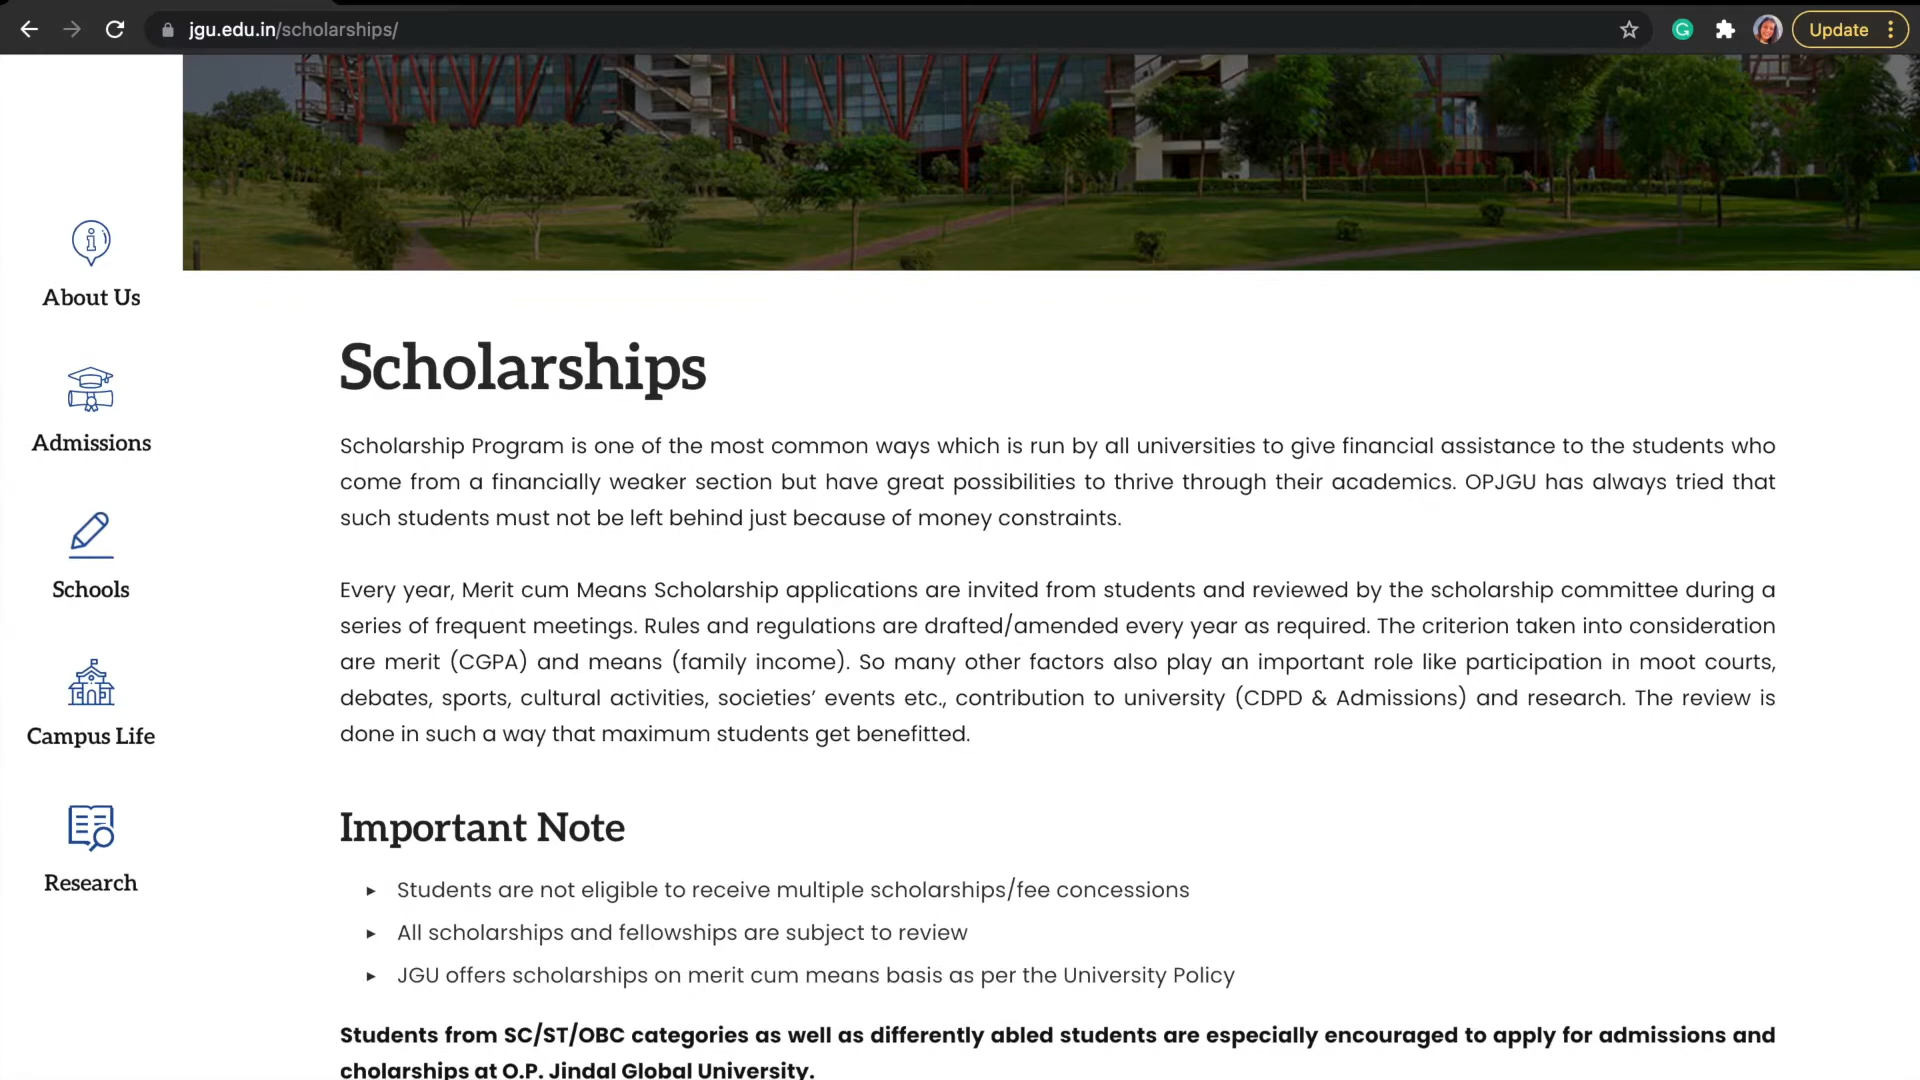 jgu.edu.in/scholarships/
Update
About Us
Admissions
Schools
Campus Life
Research
Scholarships
Scholarship Program is one of the most common ways which is run by all universities to give financial assistance to the students who
come from a financially weaker section but have great possibilities to thrive through their academics. OPJGU has always tried that
such students must not be left behind just because of money constraints.
Every year, Merit cum Means Scholarship applications are invited from students and reviewed by the scholarship committee during a
series of frequent meetings. Rules and regulations are drafted/amended every year as required. The criterion taken into consideration
are merit (CGPA) and means (family income). So many other factors also play an important role like participation in moot courts,
debates, sports, cultural activities, societies’ events etc., contribution to university (CDPD & Admissions) and research. The review is
done in such a way that maximum students get benefitted.
Important Note
▸ Students are not eligible to receive multiple scholarships/fee concessions
▸ All scholarships and fellowships are subject to review
▸ JGU offers scholarships on merit cum means basis as per the University Policy
Students from SC/ST/OBC categories as well as differently abled students are especially encouraged to apply for admissions and
cholarships at O.P. Jindal Global University.